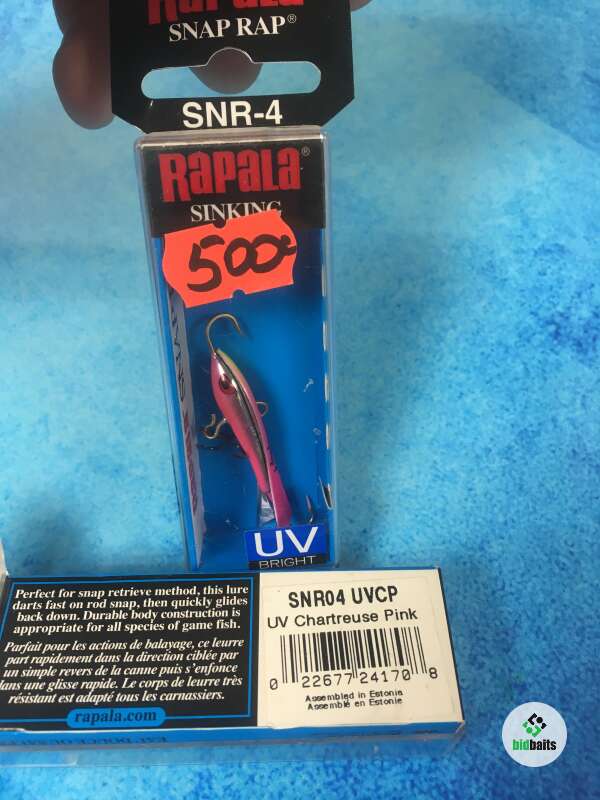 Rapala
SNAP RAP®
SNR-4
Rapala®
SINKING
500
UV
BRIGHT
Perfect for snap retrieve method, this lure
darts fast on rod snap, then quickly glides
back down. Durable body construction is
appropriate for all species of game fish.
Parfait pour les actions de balayage, ce leurre
part rapidement dans la direction ciblée par
un simple revers de la canne puis s'enfonce
dans une glisse rapide. Le corps de leurre très
résistant est adapté tous les carnassiers.
rapala.com
SNR04 UVCP
UV Chartreuse Pink
0 22677 24170 8
Assembled in Estonia
Assemblé en Estonie
bidbaits